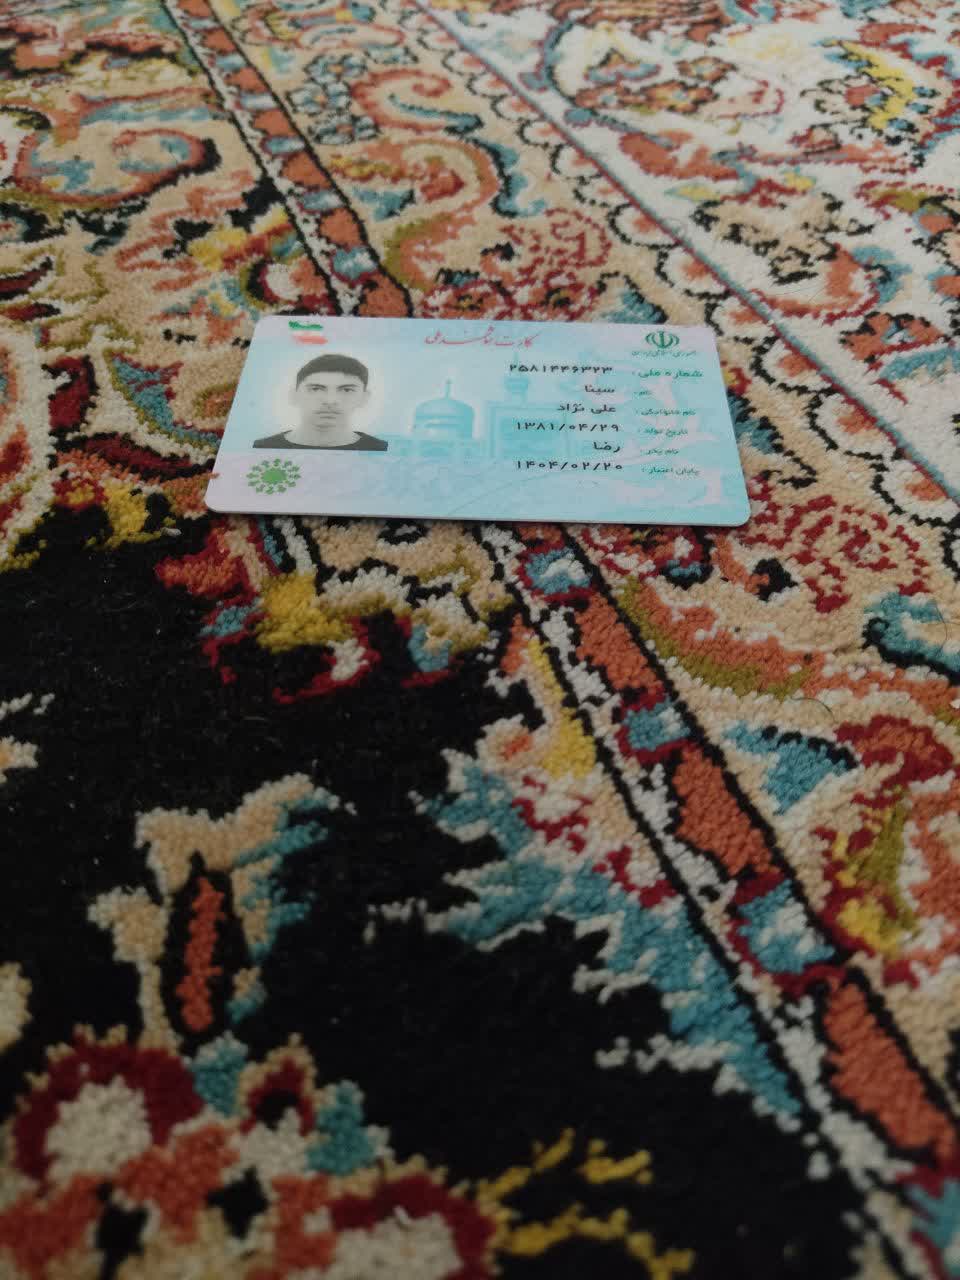 کارت هوشمند ملی
جمهوری اسلامی ایران
شماره ملی : ۲۵۸۱۴۴۶۳۲۳
نام : سینا
نام خانوادگی : علی نژاد
تاریخ تولد : ۱۳۸۱/۰۴/۲۹
نام پدر : رضا
پایان اعتبار : ۱۴۰۴/۰۲/۲۰